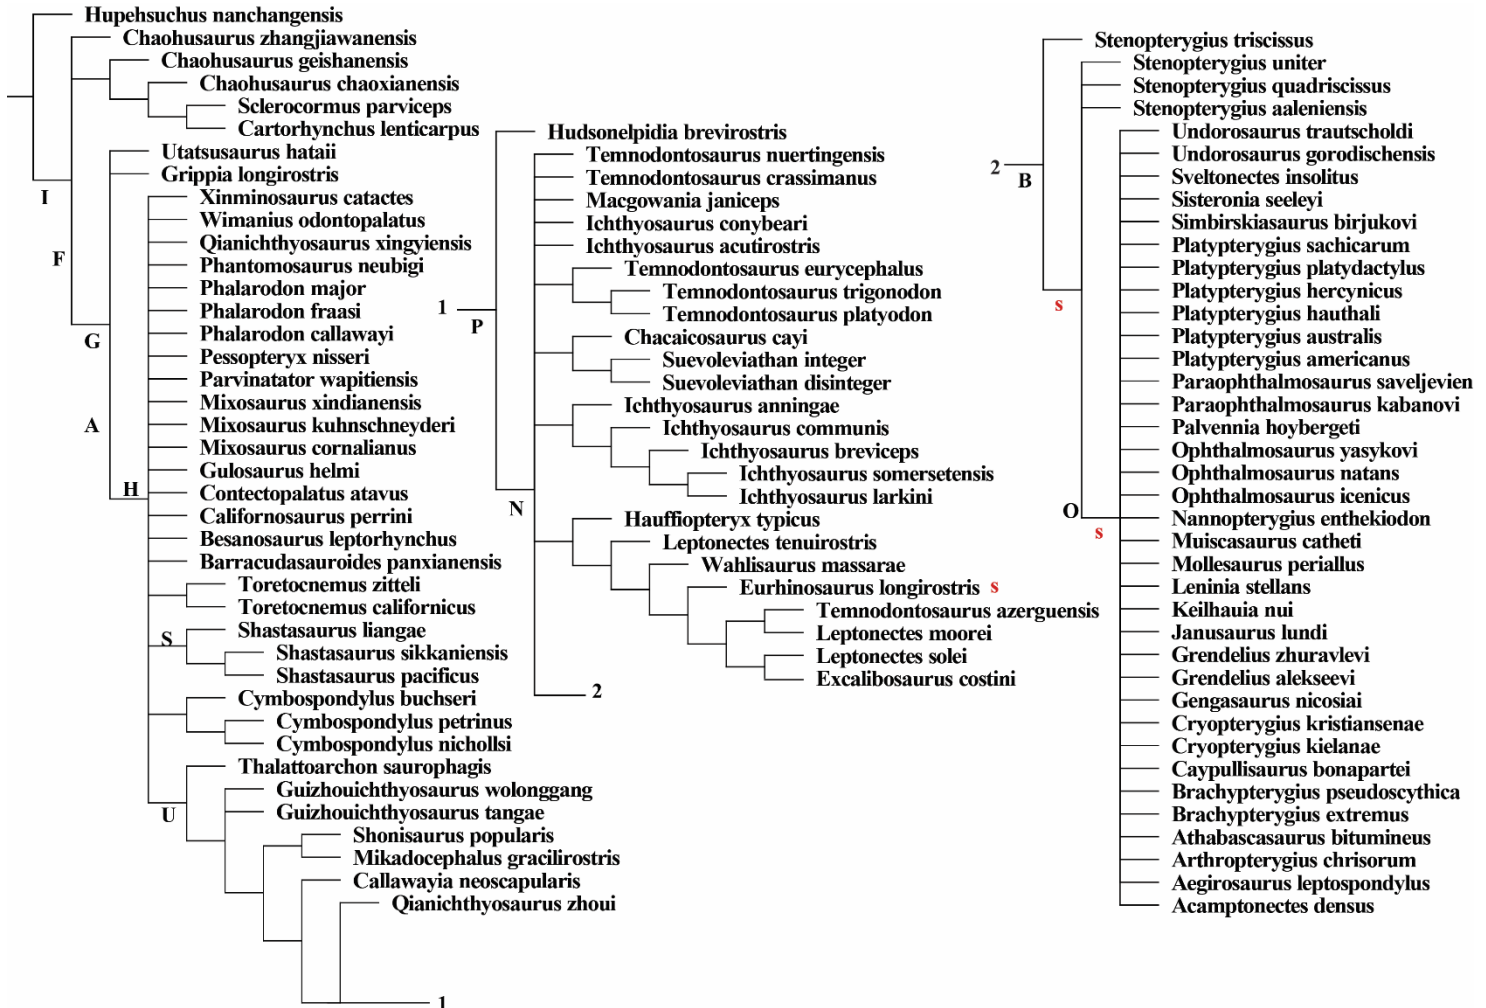 Hupehsuchus nanchangensis
Chaohusaurus zhangjiawanensis
Chaohusaurus geishanensis
Chaohusaurus chaoxianensis
Sclerocormus parviceps
Cartorhynchus lenticarpus
Utatsusaurus hataii
Grippia longirostris
I
Xinminosaurus catactes
Wimanius odontopalatus
Qianichthyosaurus xingyiensis
F
Phantomosaurus neubigi
Phalarodon major
Phalarodon fraasi
Phalarodon callawayi
G
Pessopteryx nisseri
Parvinatator wapitiensis
Mixosaurus xindianensis
A
Mixosaurus kuhnschneyderi
Mixosaurus cornalianus
Gulosaurus helmi
H
Contectopalatus atavus
Californosaurus perrini
Besanosaurus leptorhynchus
Barracudasauroides panxianensis
Toretocnemus zitteli
Toretocnemus californicus
Shastasaurus liangae
S
Shastasaurus sikkaniensis
Shastasaurus pacificus
Cymbospondylus buchseri
Cymbospondylus petrinus
Cymbospondylus nichollsi
Thalattoarchon saurophagis
Guizhouichthyosaurus wolonggang
U
Guizhouichthyosaurus tangae
Shonisaurus popularis
Mikadocephalus gracilirostris
Callawayia neoscapularis
Qianichthyosaurus zhoui
1
Hudsonelpidia brevirostris
Temnodontosaurus nuertingensis
Temnodontosaurus crassimanus
Macgowania janiceps
Ichthyosaurus conybeari
Ichthyosaurus acutirostris
Temnodontosaurus eurycephalus
Temnodontosaurus trigonodon
1
Temnodontosaurus platyodon
P
Chacaicosaurus cayi
Suevoleviathan integer
Suevoleviathan disinteger
Ichthyosaurus anningae
Ichthyosaurus communis
Ichthyosaurus breviceps
Ichthyosaurus somersetensis
Ichthyosaurus larkini
N
Hauffiopteryx typicus
Leptonectes tenuirostris
Wahlisaurus massarae
Eurhinosaurus longirostris s
Temnodontosaurus azerguensis
Leptonectes moorei
Leptonectes solei
Excalibosaurus costini
2
Stenopterygius triscissus
Stenopterygius uniter
Stenopterygius quadriscissus
Stenopterygius aaleniensis
Undorosaurus trautscholdi
Undorosaurus gorodischensis
2
B
Sveltonectes insolitus
Sisteronia seeleyi
Simbirskiasaurus birjukovi
Platypterygius sachicarum
Platypterygius platydactylus
Platypterygius hercynicus
s
Platypterygius hauthali
Platypterygius australis
Platypterygius americanus
Paraophthalmosaurus saveljevien
Paraophthalmosaurus kabanovi
Palvennia hoybergeti
Ophthalmosaurus yasykovi
Ophthalmosaurus natans
Ophthalmosaurus icenicus
O
Nannopterygius enthekiodon
s
Muiscasaurus catheti
Mollesaurus periallus
Leninia stellans
Keilhauia nui
Janusaurus lundi
Grendelius zhuravlevi
Grendelius alekseevi
Gengasaurus nicosiai
Cryopterygius kristiansenae
Cryopterygius kielanae
Caypullisaurus bonapartei
Brachypterygius pseudoscythica
Brachypterygius extremus
Athabascasaurus bitumineus
Arthropterygius chrisorum
Aegirosaurus leptospondylus
Acamptonectes densus